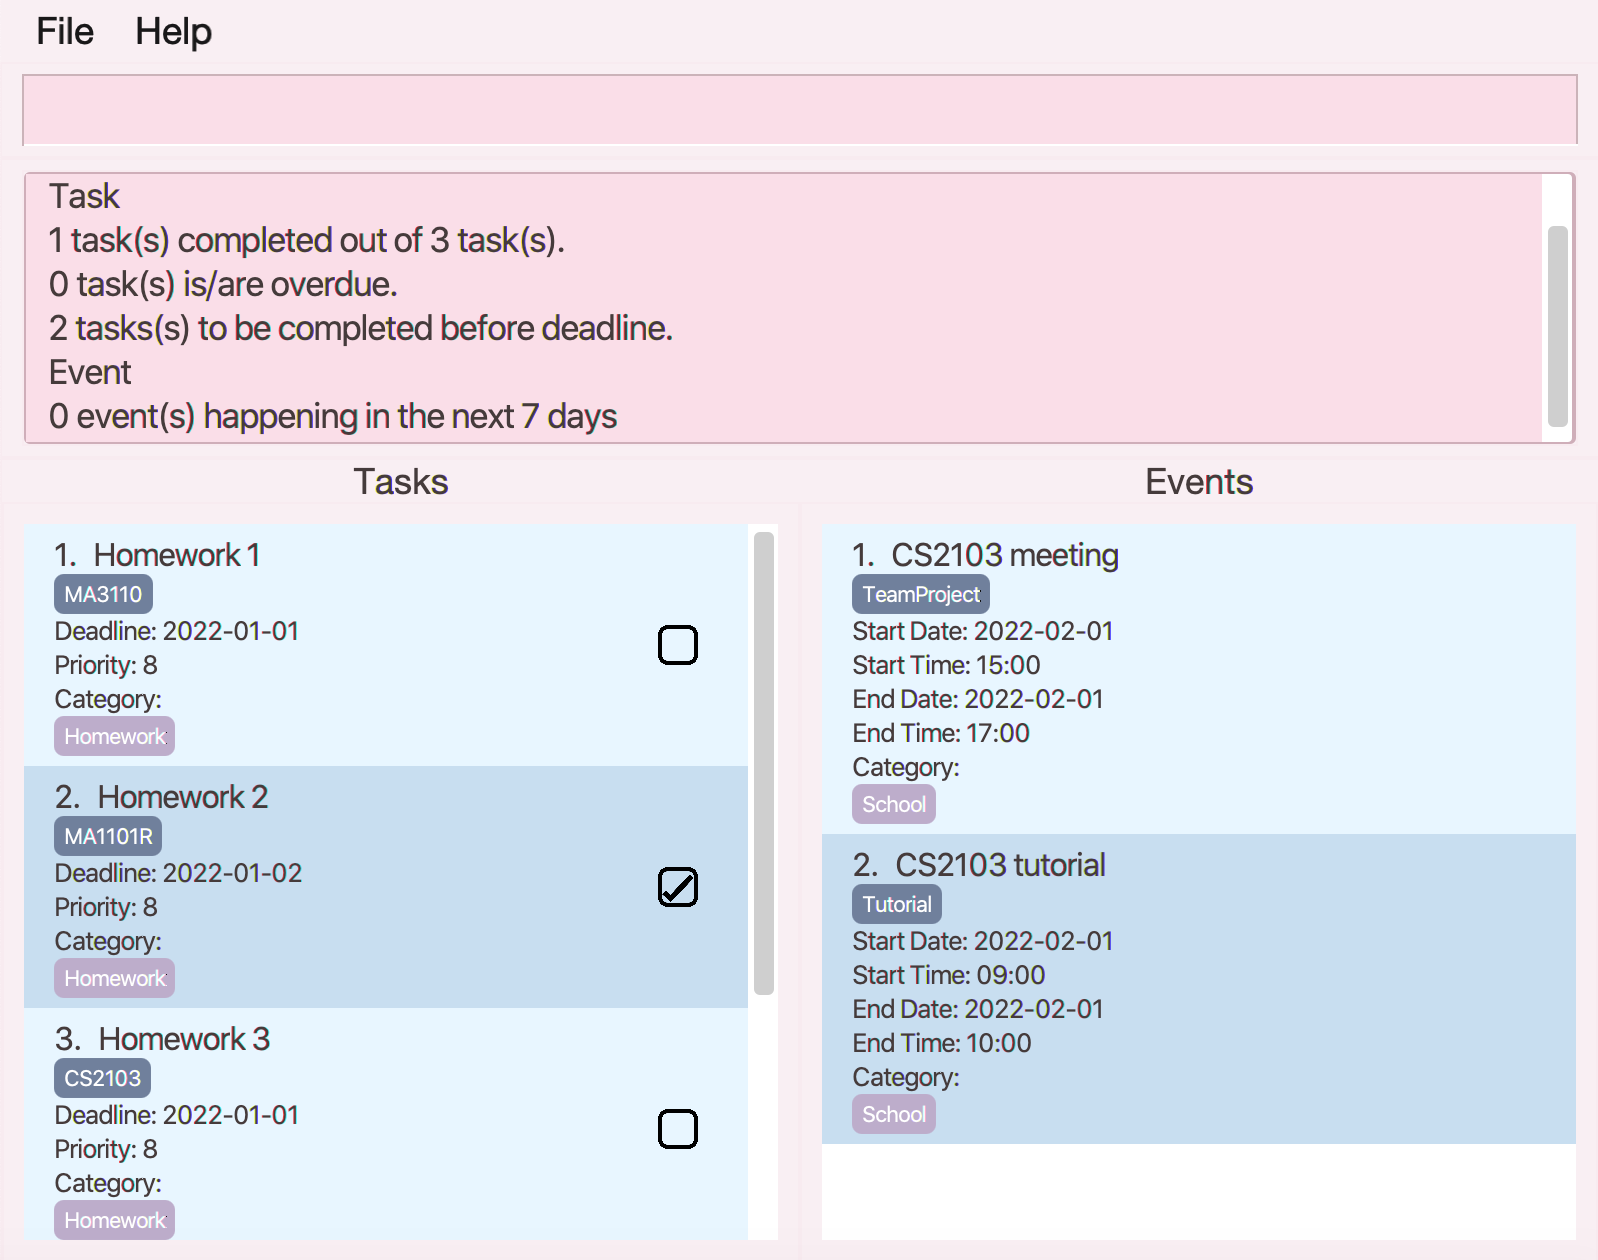 File Help
Task
1 task(s) completed out of 3 task(s).
0 task(s) is/are overdue.
2 tasks(s) to be completed before deadline.
Event
0 event(s) happening in the next 7 days
Tasks
1. Homework 1
MA3110
Deadline: 2022-01-01
Priority: 8
Category:
Homework
2. Homework 2
MA1101R
Deadline: 2022-01-02
Priority: 8
Category:
Homework
3. Homework 3
CS2103
Deadline: 2022-01-01
Priority: 8
Category:
Homework
Events
1. CS2103 meeting
TeamProject
Start Date: 2022-02-01
Start Time: 15:00
End Date: 2022-02-01
End Time: 17:00
Category:
School
2. CS2103 tutorial
Tutorial
Start Date: 2022-02-01
Start Time: 09:00
End Date: 2022-02-01
End Time: 10:00
Category:
School